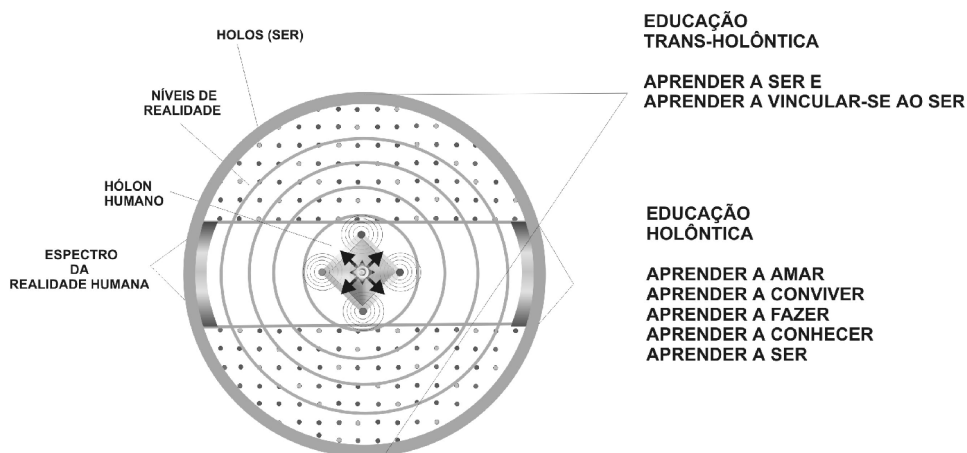 HOLOS (SER)
NÍVEIS DE
REALIDADE
HÓLON
HUMANO
ESPECTRO
DA
REALIDADE HUMANA
EDUCAÇÃO
TRANS-HOLÔNTICA
APRENDER A SER E
APRENDER A VINCULAR-SE AO SER
EDUCAÇÃO
HOLÔNTICA
APRENDER A AMAR
APRENDER A CONVIVER
APRENDER A FAZER
APRENDER A CONHECER
APRENDER A SER